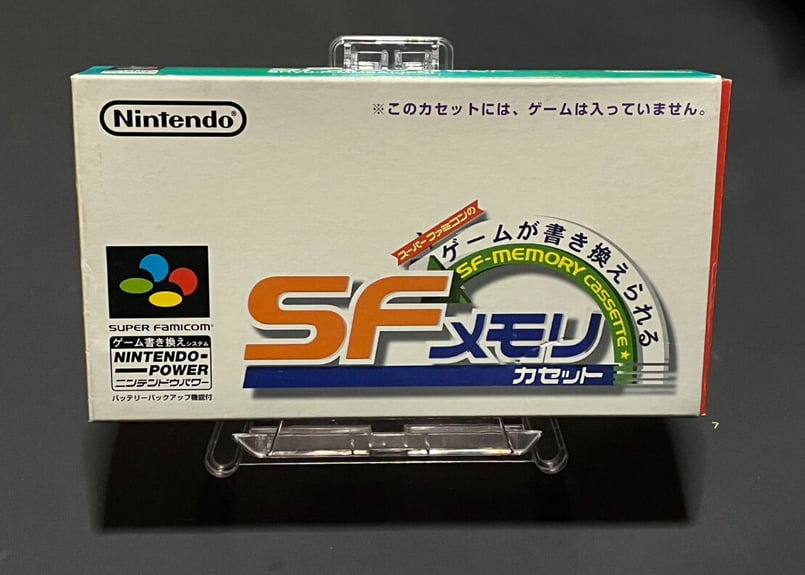 Nintendo®
※このカセットには、ゲームは入っていません。
スーパーファミコンの
ゲームが書き換えられる
SF-MEMORY CASSETTE★
SFメモリ
カセット
SUPER FAMICOM
ゲーム書き換えシステム
NINTENDO-
POWER
ニンテンドウパワー
バッテリーバックアップ機能付